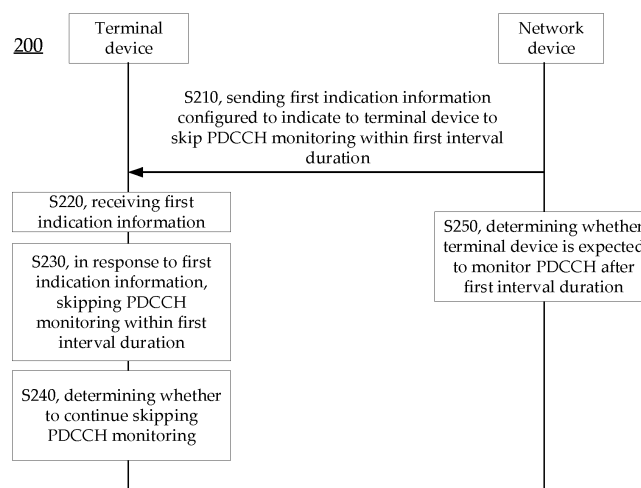 200
Terminal
device
Network
device
S210, sending first indication information
configured to indicate to terminal device to
skip PDCCH monitoring within first interval
duration
S220, receiving first
indication information
S250, determining whether
terminal device is expected
to monitor PDCCH after
first interval duration
S230, in response to first
indication information,
skipping PDCCH
monitoring within first
interval duration
S240, determining whether
to continue skipping
PDCCH monitoring